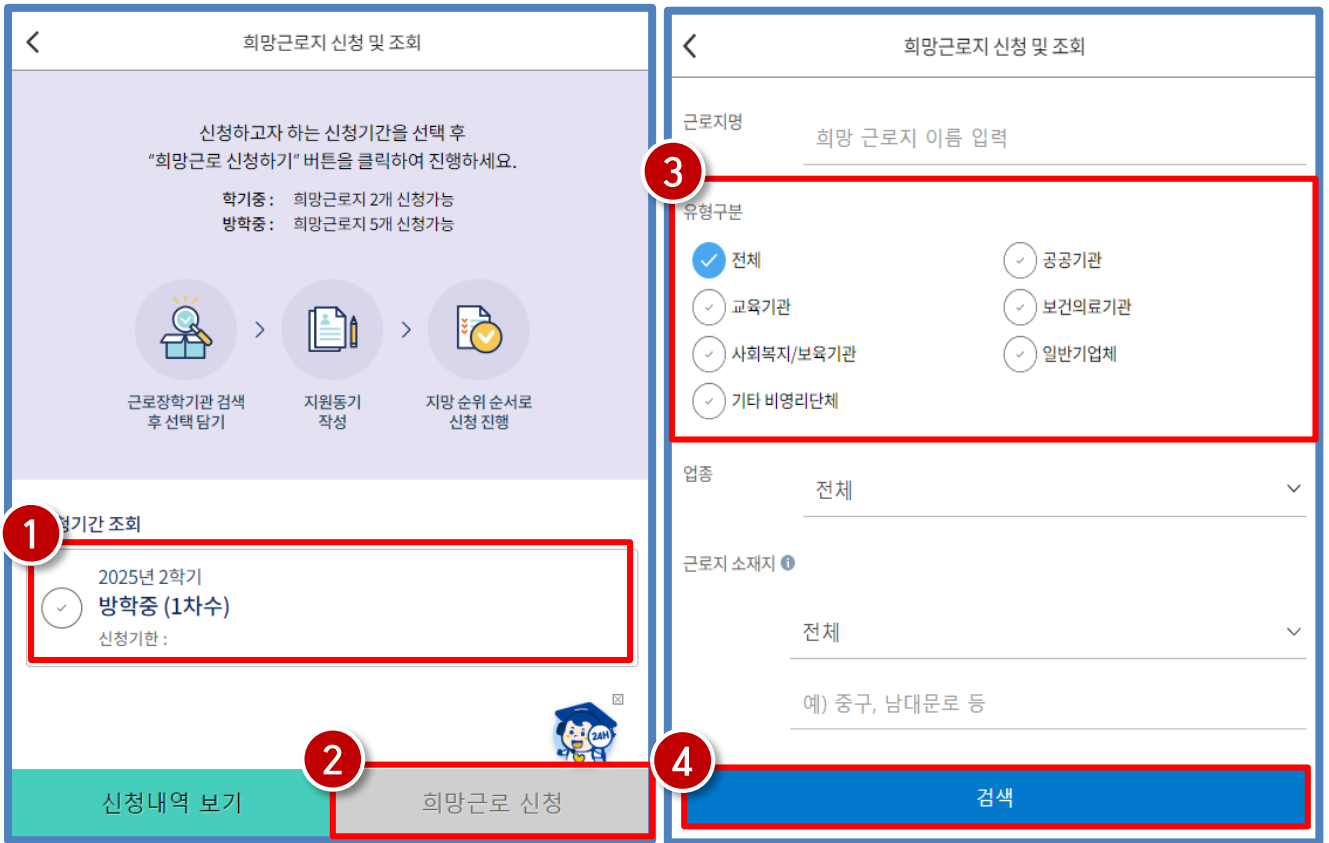 희망근로지 신청 및 조회
신청하고자 하는 신청기간을 선택 후
“희망근로 신청하기” 버튼을 클릭하여 진행하세요.
학기중 : 희망근로지 2개 신청가능
방학중 : 희망근로지 5개 신청가능
근로장학기관 검색
후 선택 담기
지원동기
작성
지망 순위 순서로
신청 진행
1
청기간 조회
2025년 2학기
방학중 (1차수)
신청기한 :
24H
2
신청내역 보기
희망근로 신청
희망근로지 신청 및 조회
근로지명
희망 근로지 이름 입력
3
유형구분
전체
공공기관
교육기관
보건의료기관
사회복지/보육기관
일반기업체
기타 비영리단체
업종
전체
근로지 소재지
전체
예) 중구, 남대문로 등
4
검색